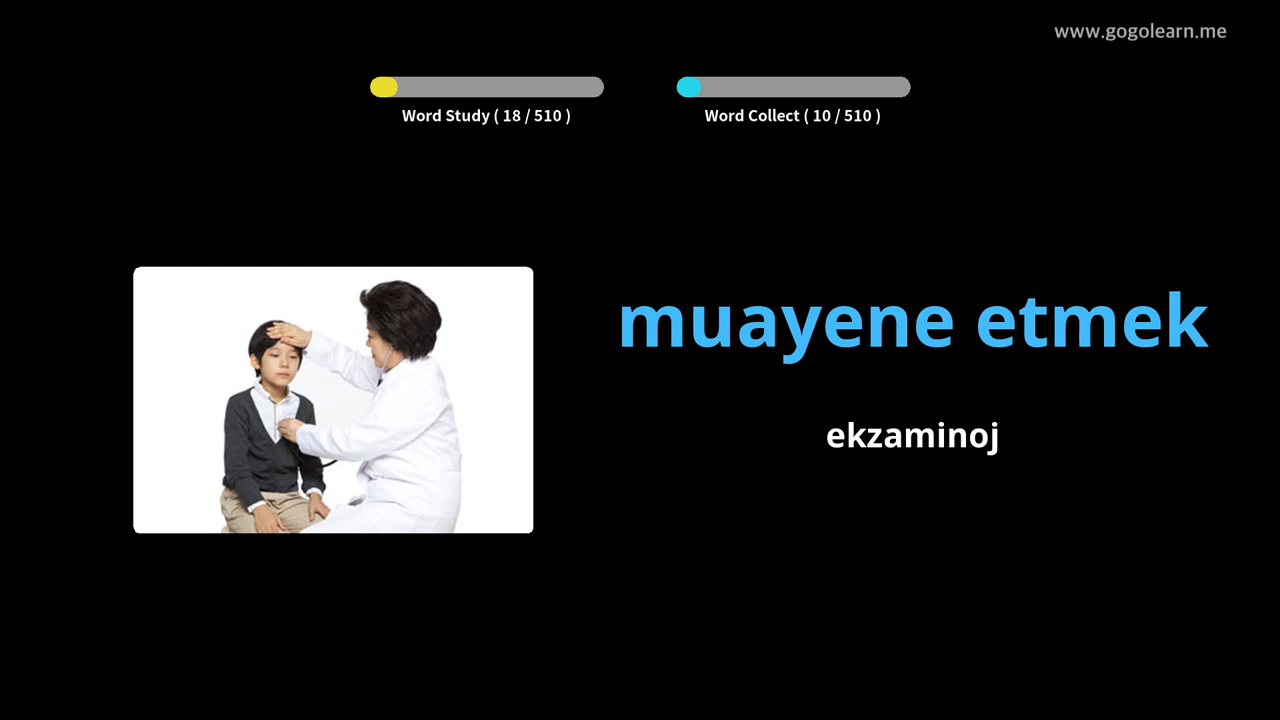 www.gogolearn.me
Word Study ( 18 / 510 )
Word Collect ( 10 / 510 )
muayene etmek
ekzaminoj